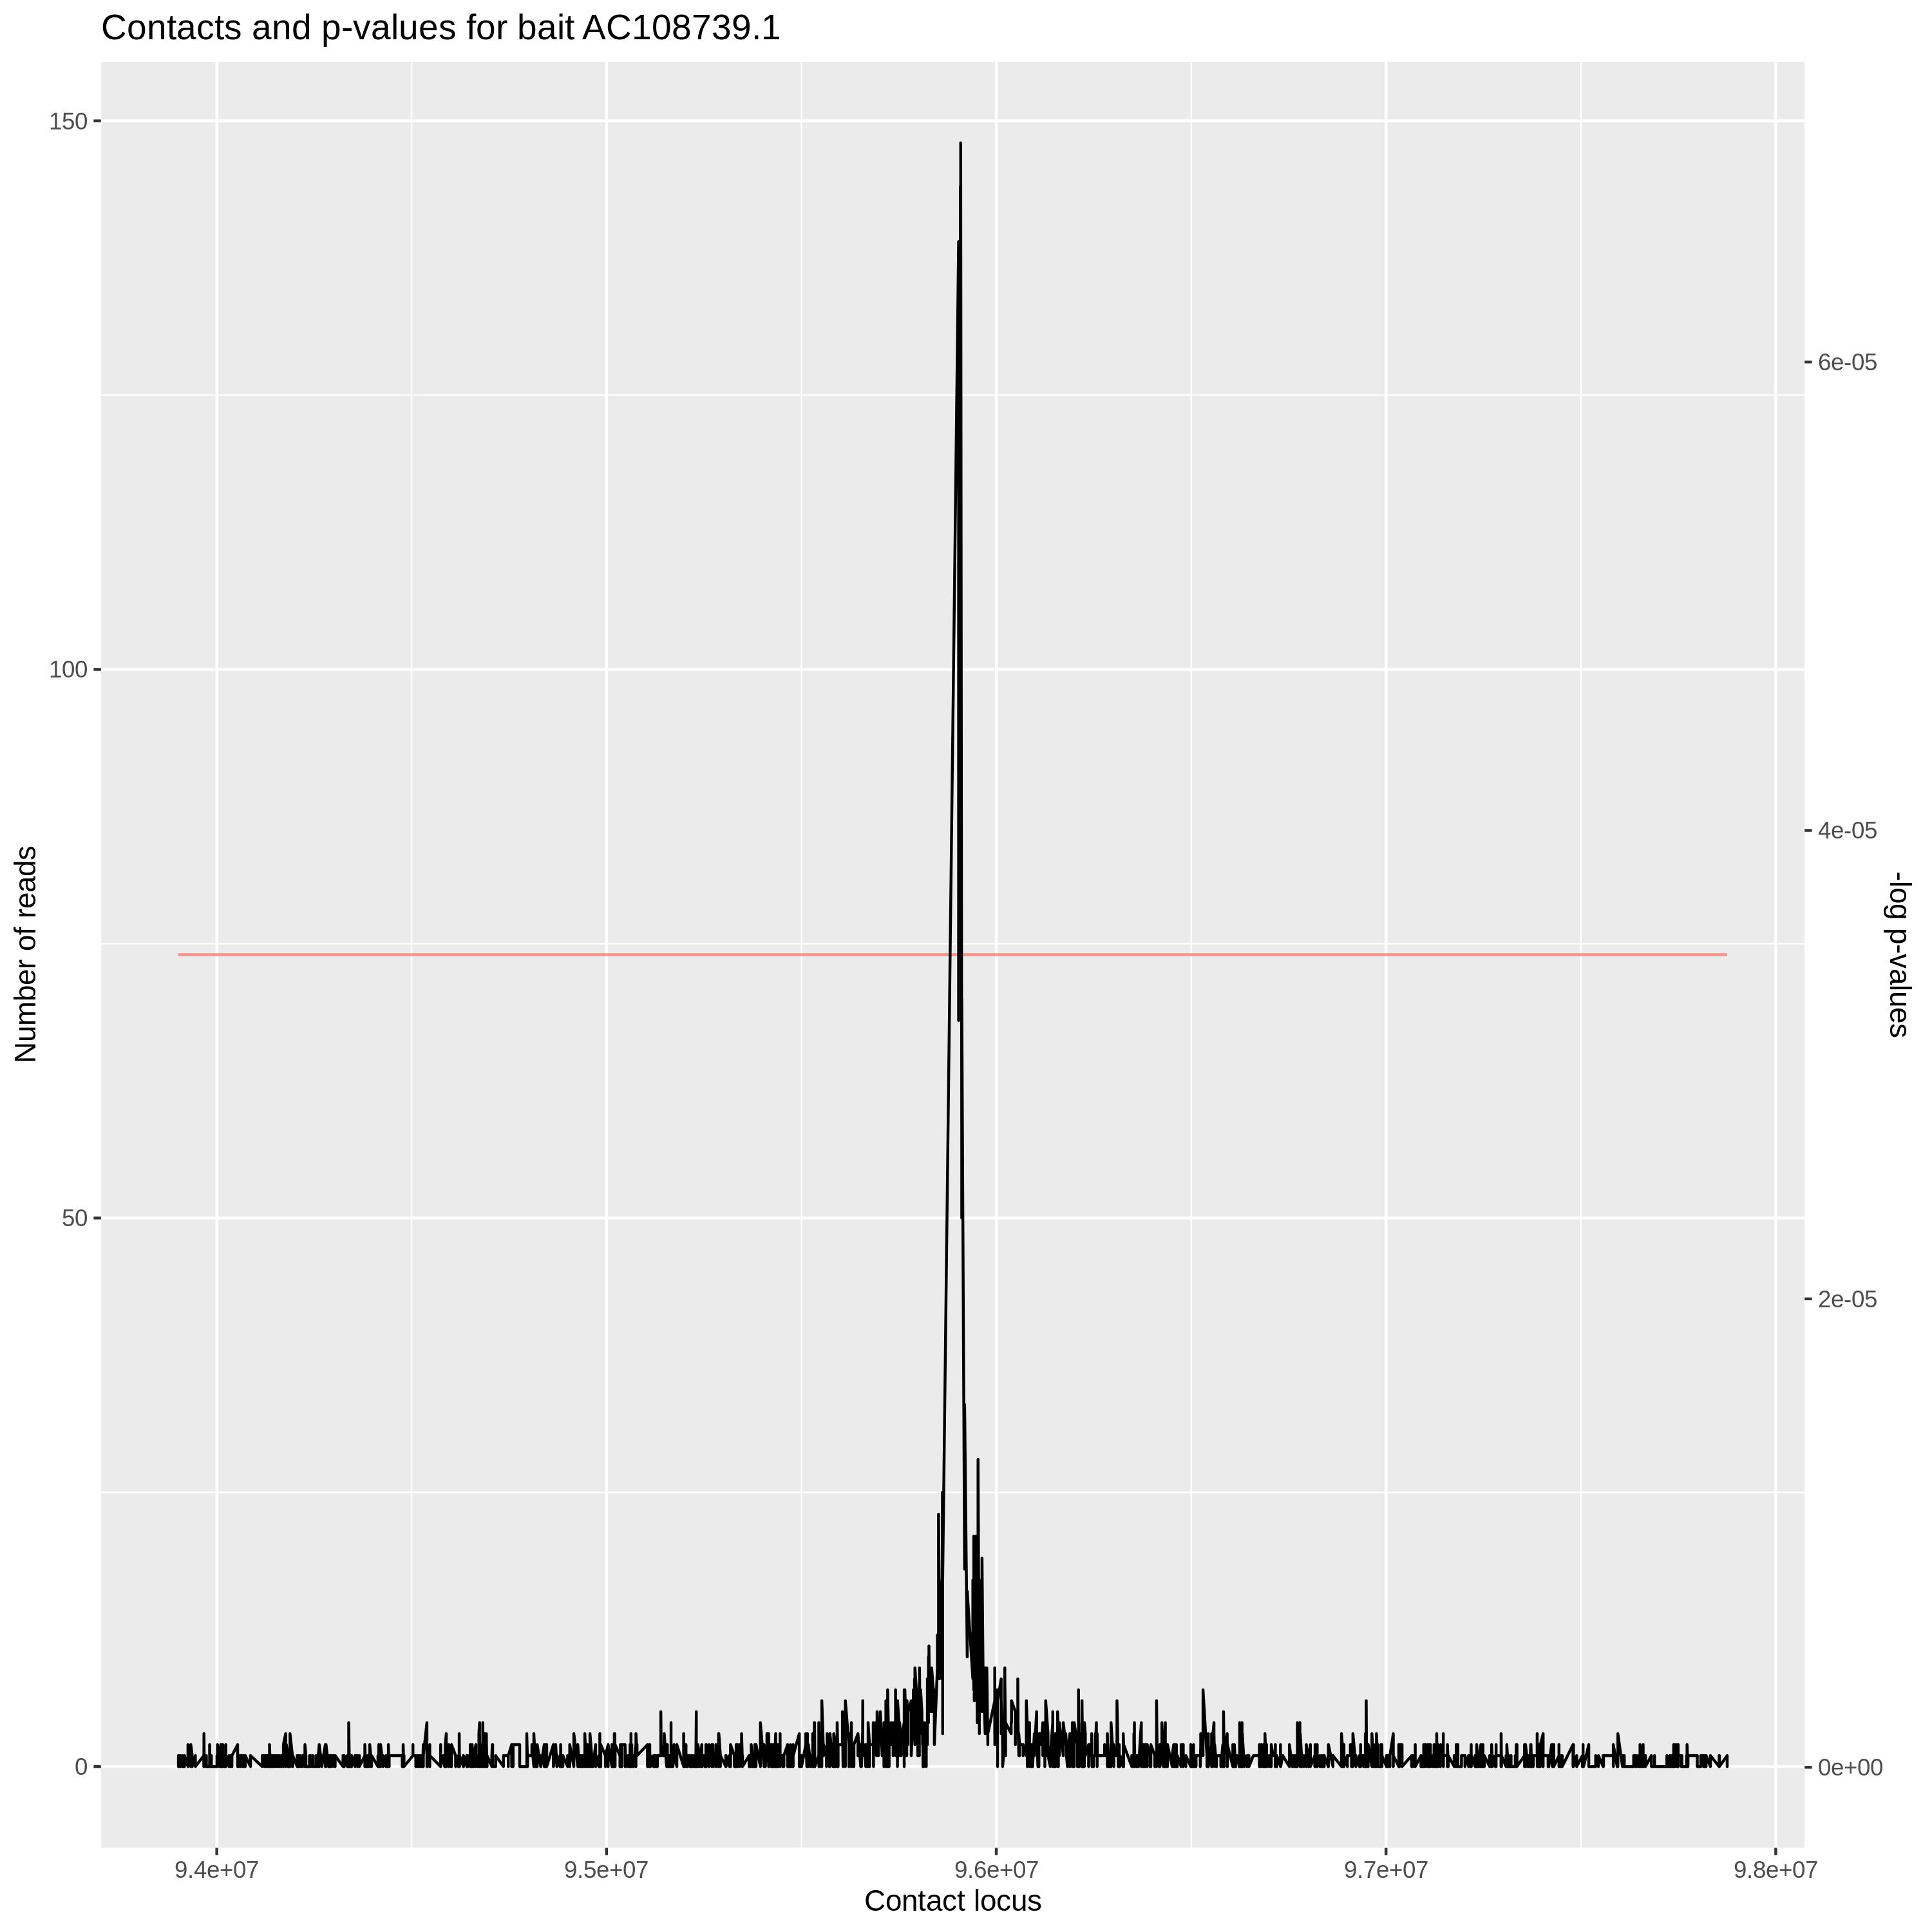 Contacts and p-values for bait AC108739.1
150
100
50
0
Number of reads
6e-05
4e-05
2e-05
0e+00
-log p-values
9.4e+07
9.5e+07
9.6e+07
9.7e+07
9.8e+07
Contact locus